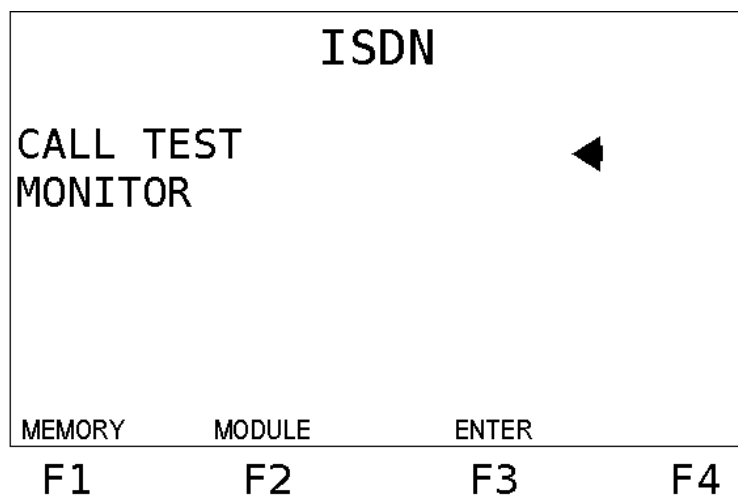 ISDN
CALL TEST
MONITOR
MEMORY MODULE ENTER
F1 F2 F3 F4